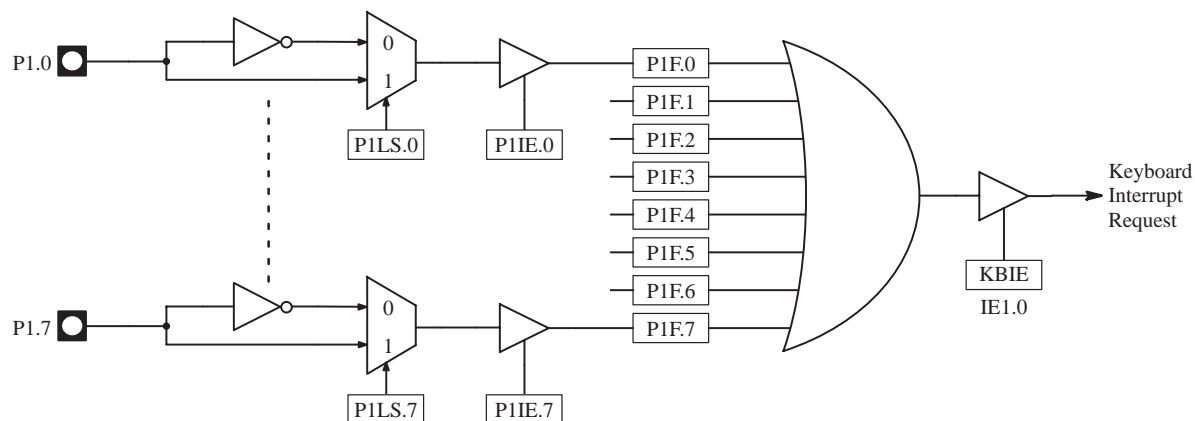 P1.0
0
1
P1LS.0
P1IE.0
P1F.0
P1F.1
P1F.2
P1F.3
P1F.4
P1F.5
P1F.6
P1F.7
Keyboard
Interrupt
Request
KBIE
IE1.0
P1.7
0
1
P1LS.7
P1IE.7